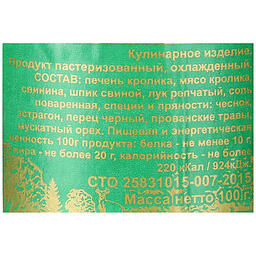 Кулинарное изделие.
Продукт пастеризованный, охлажденный.
СОСТАВ: печень кролика, мясо кролика,
свинина, шпик свиной, лук репчатый, соль
поваренная, специи и пряности: чеснок,
эстрагон, перец черный, прованские травы,
мускатный орех. Пищевая и энергетическая
ценность 100г продукта: белка - не менее 10 г,
жира - не более 20 г, калорийность - не более
220 кКал / 924кДж.
СТО 25831015-007-2015
Масса нетто 100 г.